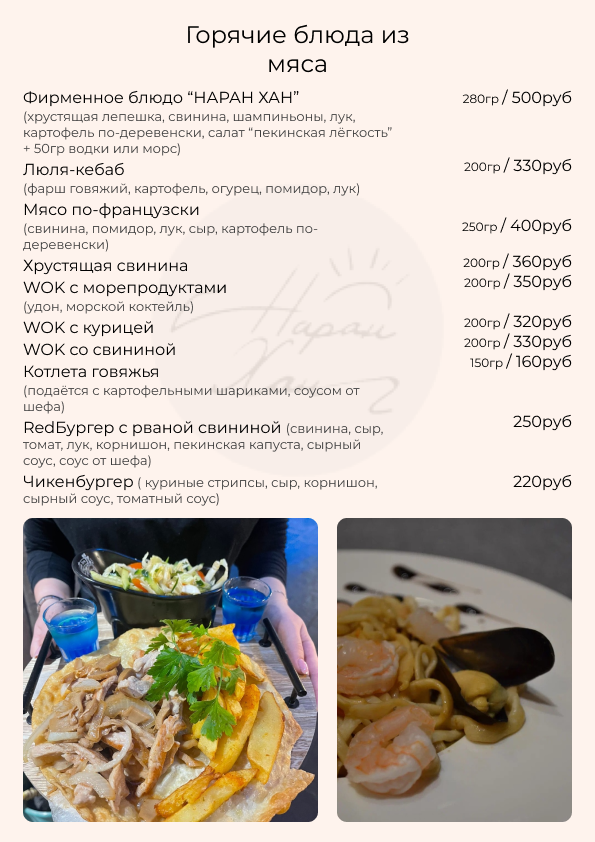 Горячие блюда из
мяса
Фирменное блюдо “НАРАН ХАН” 280гр / 500руб
(хрустящая лепешка, свинина, шампиньоны, лук,
картофель по-деревенски, салат “пекинская лёгкость”
+ 50гр водки или морс)
Люля-кебаб 200гр / 330руб
(фарш говяжий, картофель, огурец, помидор, лук)
Мясо по-французски
(свинина, помидор, лук, сыр, картофель по- 250гр / 400руб
деревенски)
Хрустящая свинина 200гр / 360руб
WOK с морепродуктами 200гр / 350руб
(удон, морской коктейль)
WOK с курицей 200гр / 320руб
WOK со свининой 200гр / 330руб
Котлета говяжья 150гр / 160руб
(подаётся с картофельными шариками, соусом от
шефа)
RedБургер с рваной свининой (свинина, сыр, 250руб
томат, лук, корнишон, пекинская капуста, сырный
соус, соус от шефа)
Чикенбургер ( куриные стрипсы, сыр, корнишон, 220руб
сырный соус, томатный соус)
Наран
Хан